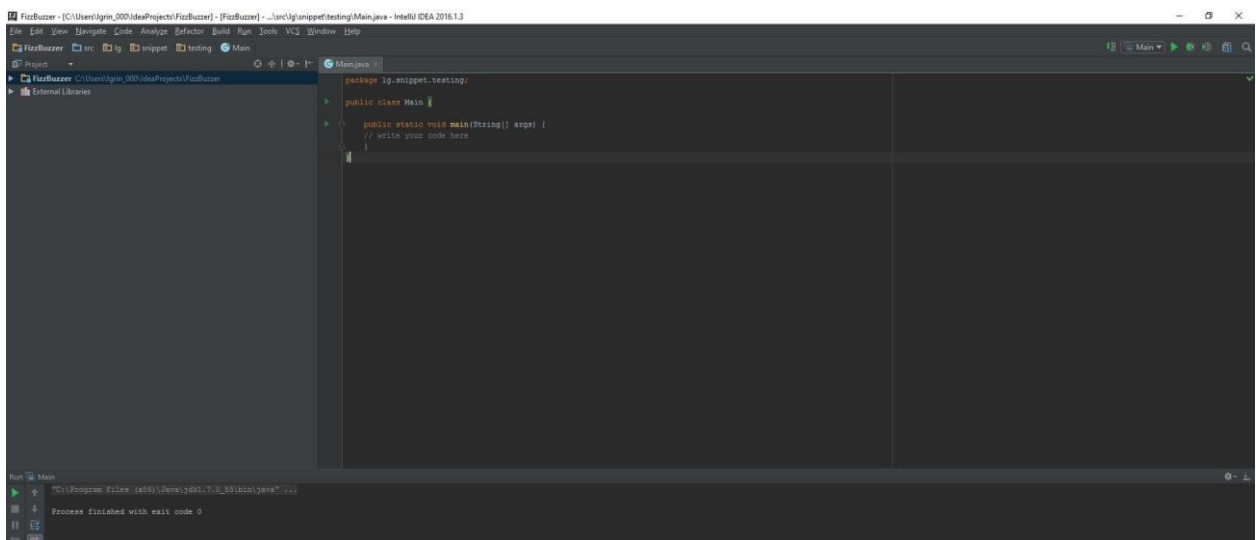 FizzBuzzer - [C:\Users\lgrin_000\IdeaProjects\FizzBuzzer] - [FizzBuzzer] - ...\src\lg\snippet\testing\Main.java - IntelliJ IDEA 2016.1.3
File Edit View Navigate Code Analyze Refactor Build Run Tools VCS Window Help
FizzBuzzer src lg snippet testing Main
Main
Project
Main.java
FizzBuzzer C:\Users\lgrin_000\IdeaProjects\FizzBuzzer
External Libraries
package lg.snippet.testing;
public class Main {
public static void main(String[] args) {
// write your code here
}
}
Run Main
"C:\Program Files (x86)\Java\jdk1.7.0_55\bin\java" ...
Process finished with exit code 0